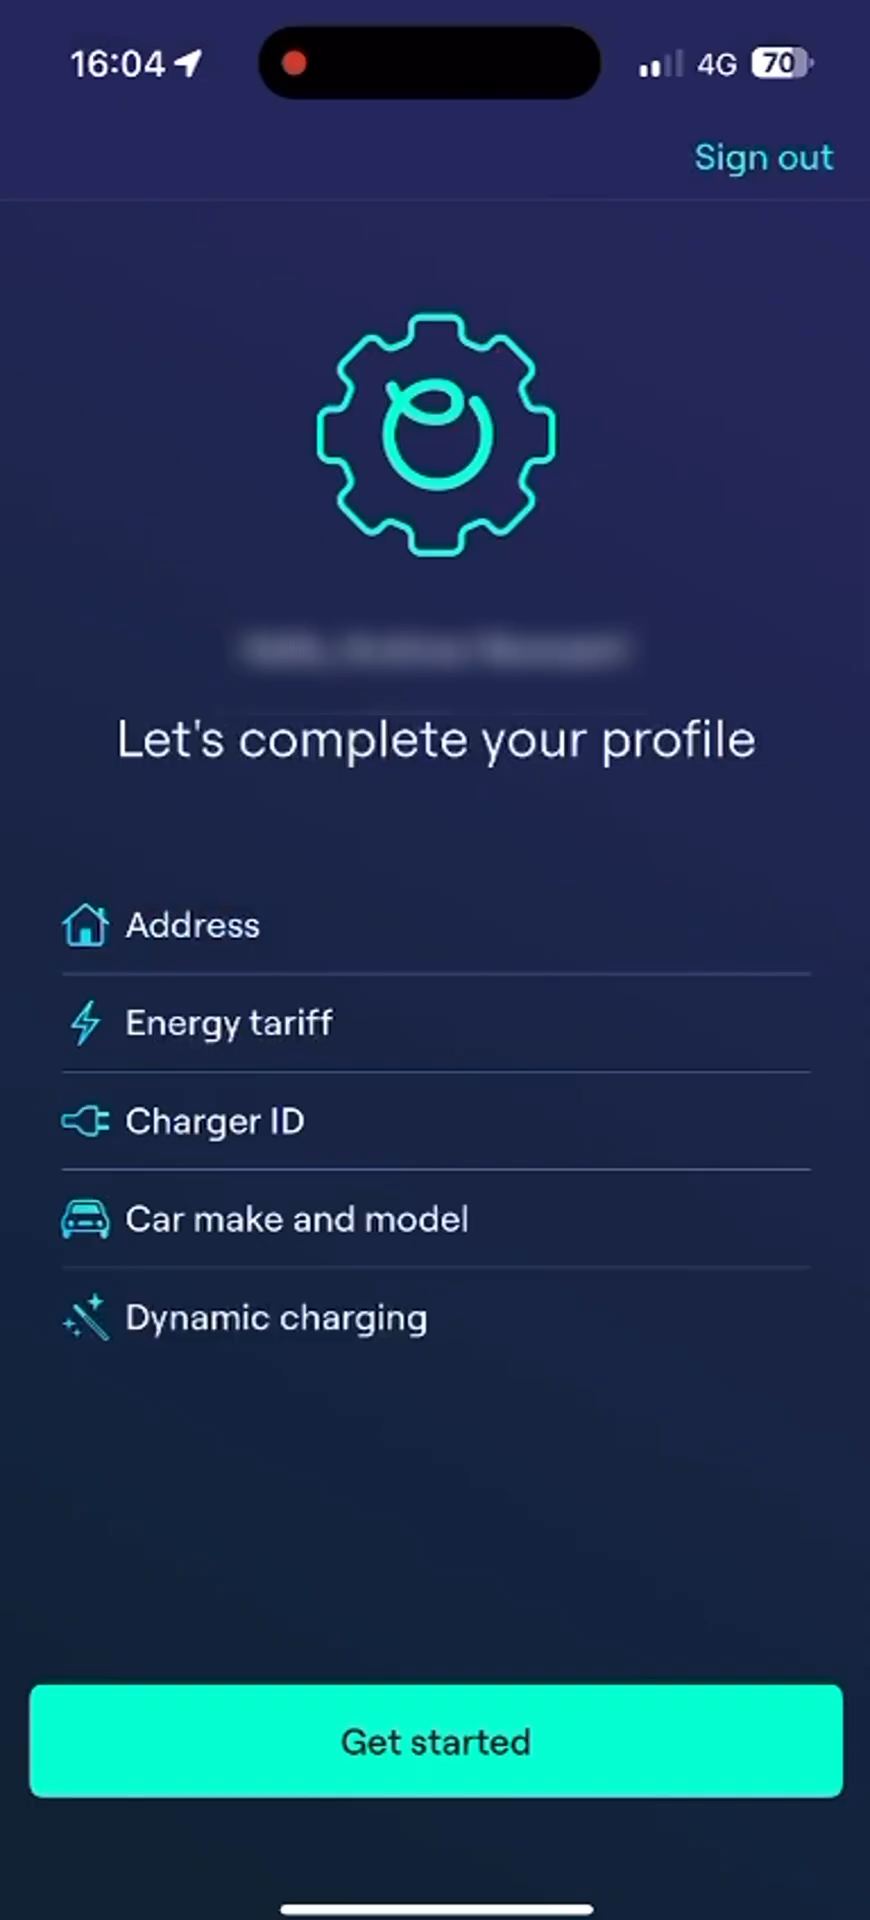 16:04
4G
70
Sign out
Let's complete your profile
Address
Energy tariff
Charger ID
Car make and model
Dynamic charging
Get started